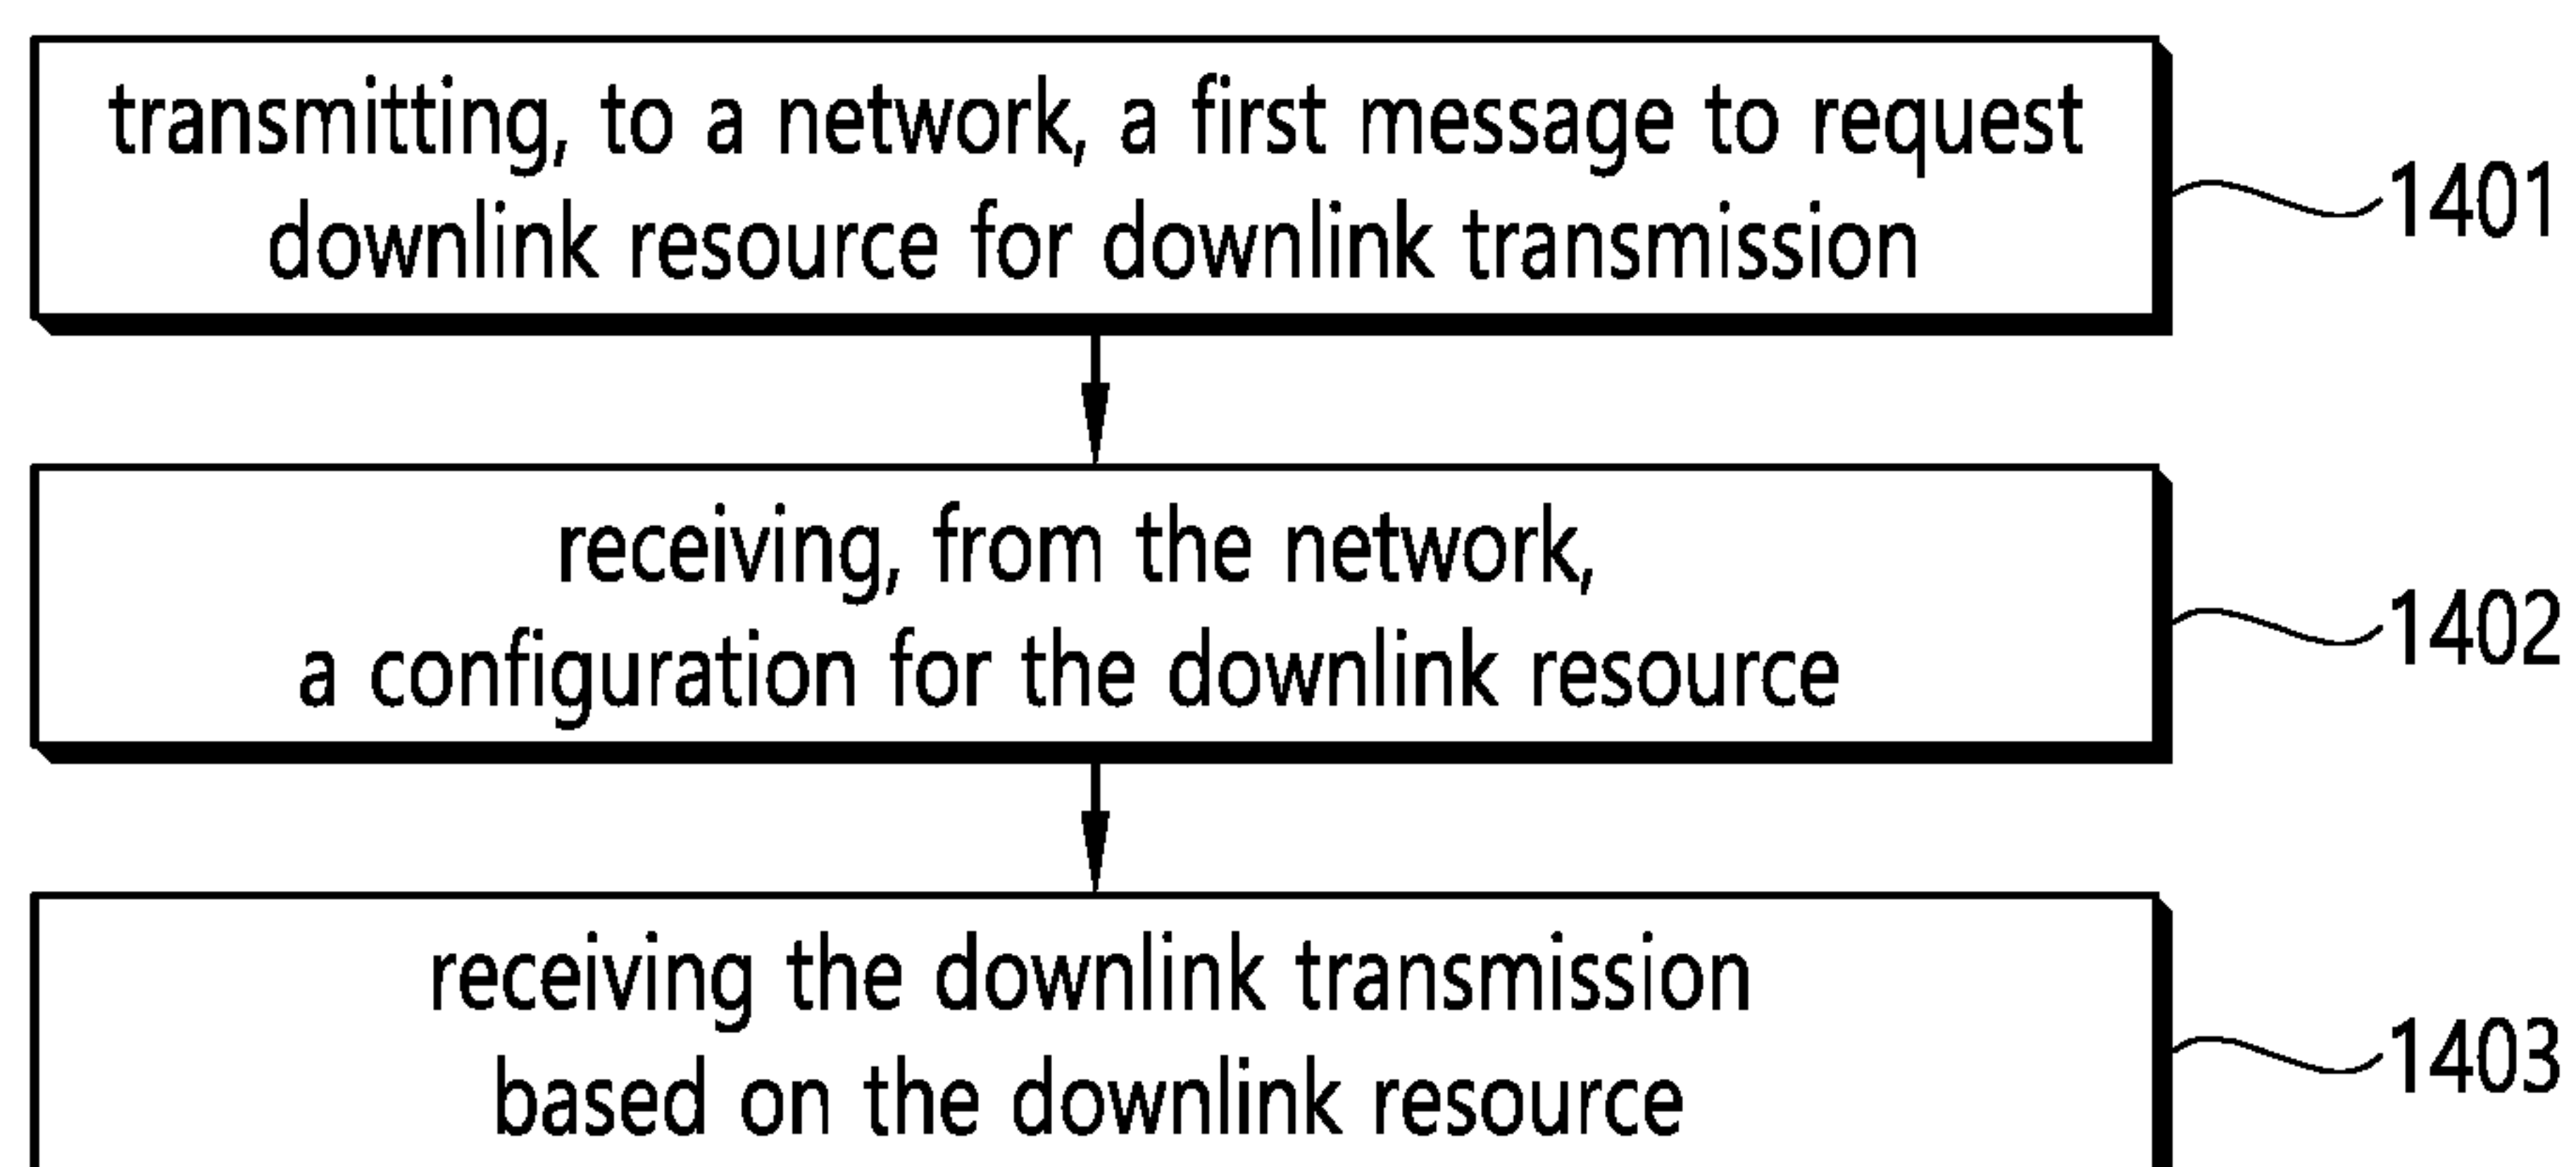 transmitting, to a network, a first message to request
downlink resource for downlink transmission
1401
receiving, from the network,
a configuration for the downlink resource
1402
receiving the downlink transmission
based on the downlink resource
1403